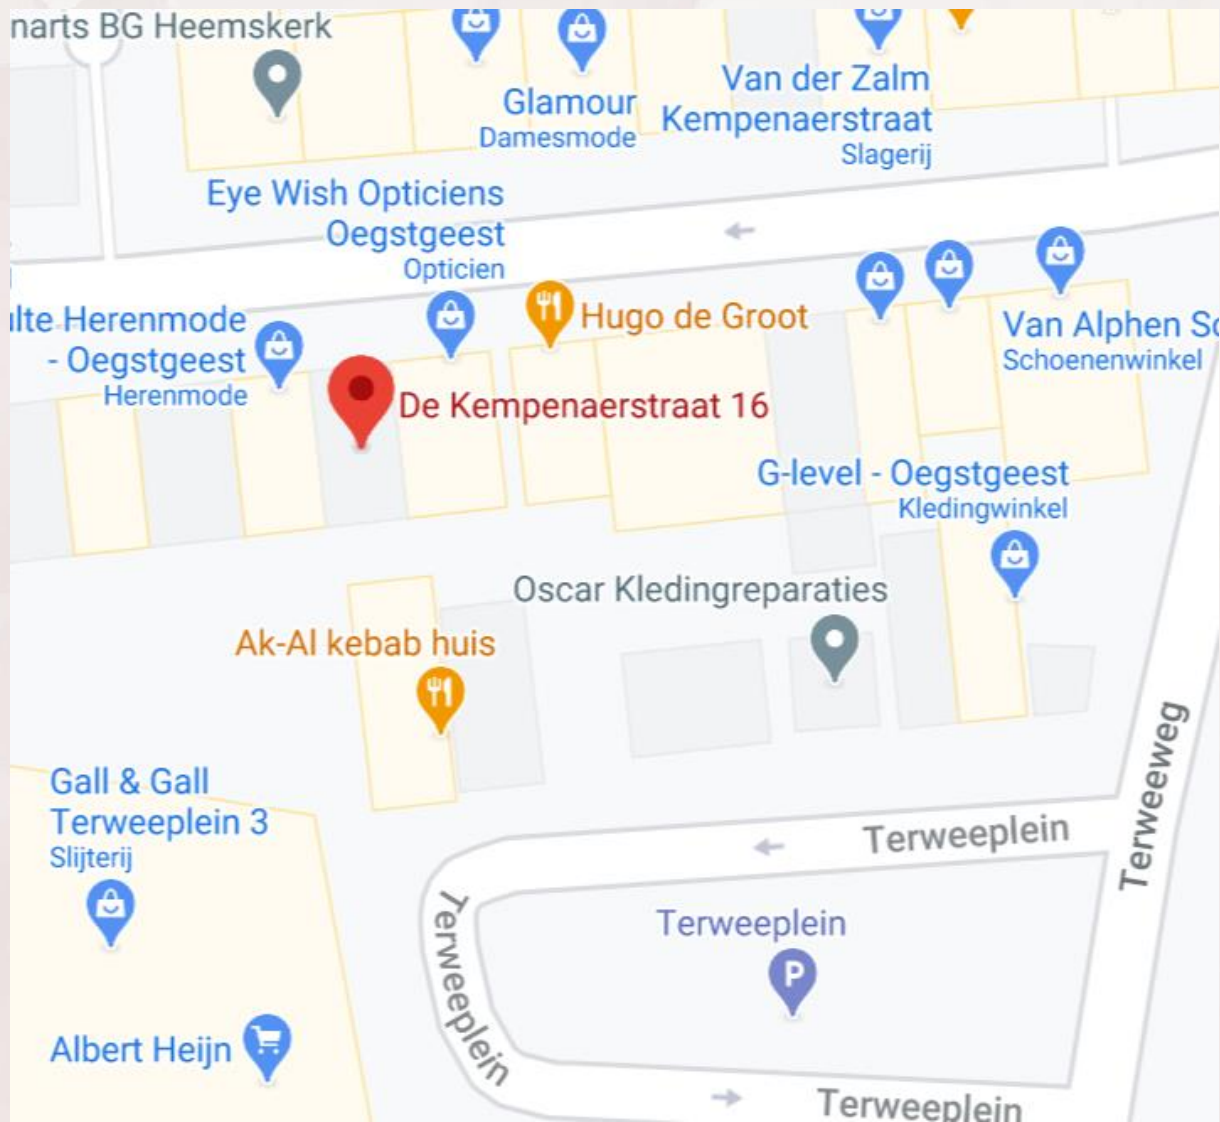 narts BG Heemskerk
Glamour
Damesmode
Van der Zalm
Kempenaerstraat
Slagerij
Eye Wish Opticiens
Oegstgeest
Opticien
Hugo de Groot
lte Herenmode
- Oegstgeest
Herenmode
De Kempenaerstraat 16
Van Alphen Sc
Schoenenwinkel
G-level - Oegstgeest
Kledingwinkel
Oscar Kledingreparaties
Ak-Al kebab huis
Terweeweg
Gall & Gall
Terweeplein 3
Slijterij
Terweeplein
Terweeplein
Terweeplein
P
Albert Heijn
Terweeplein